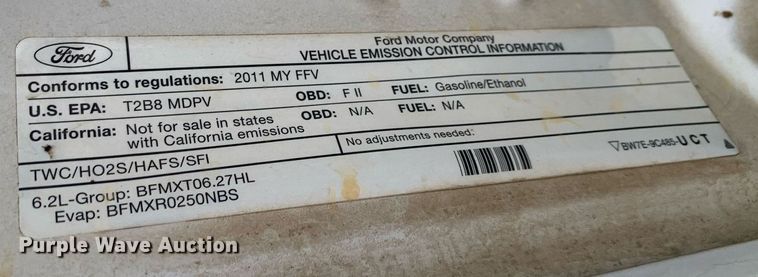 Ford
Ford Motor Company
VEHICLE EMISSION CONTROL INFORMATION
Conforms to regulations: 2011 MY FFV
U.S. EPA: T2B8 MDPV OBD: F II FUEL: Gasoline/Ethanol
California: Not for sale in states with California emissions OBD: N/A FUEL: N/A
TWC/HO2S/HAFS/SFI
No adjustments needed:
6.2L-Group: BFMXT06.27HL
Evap: BFMXR0250NBS
BW7E-9C485-UCT
Purple Wave Auction